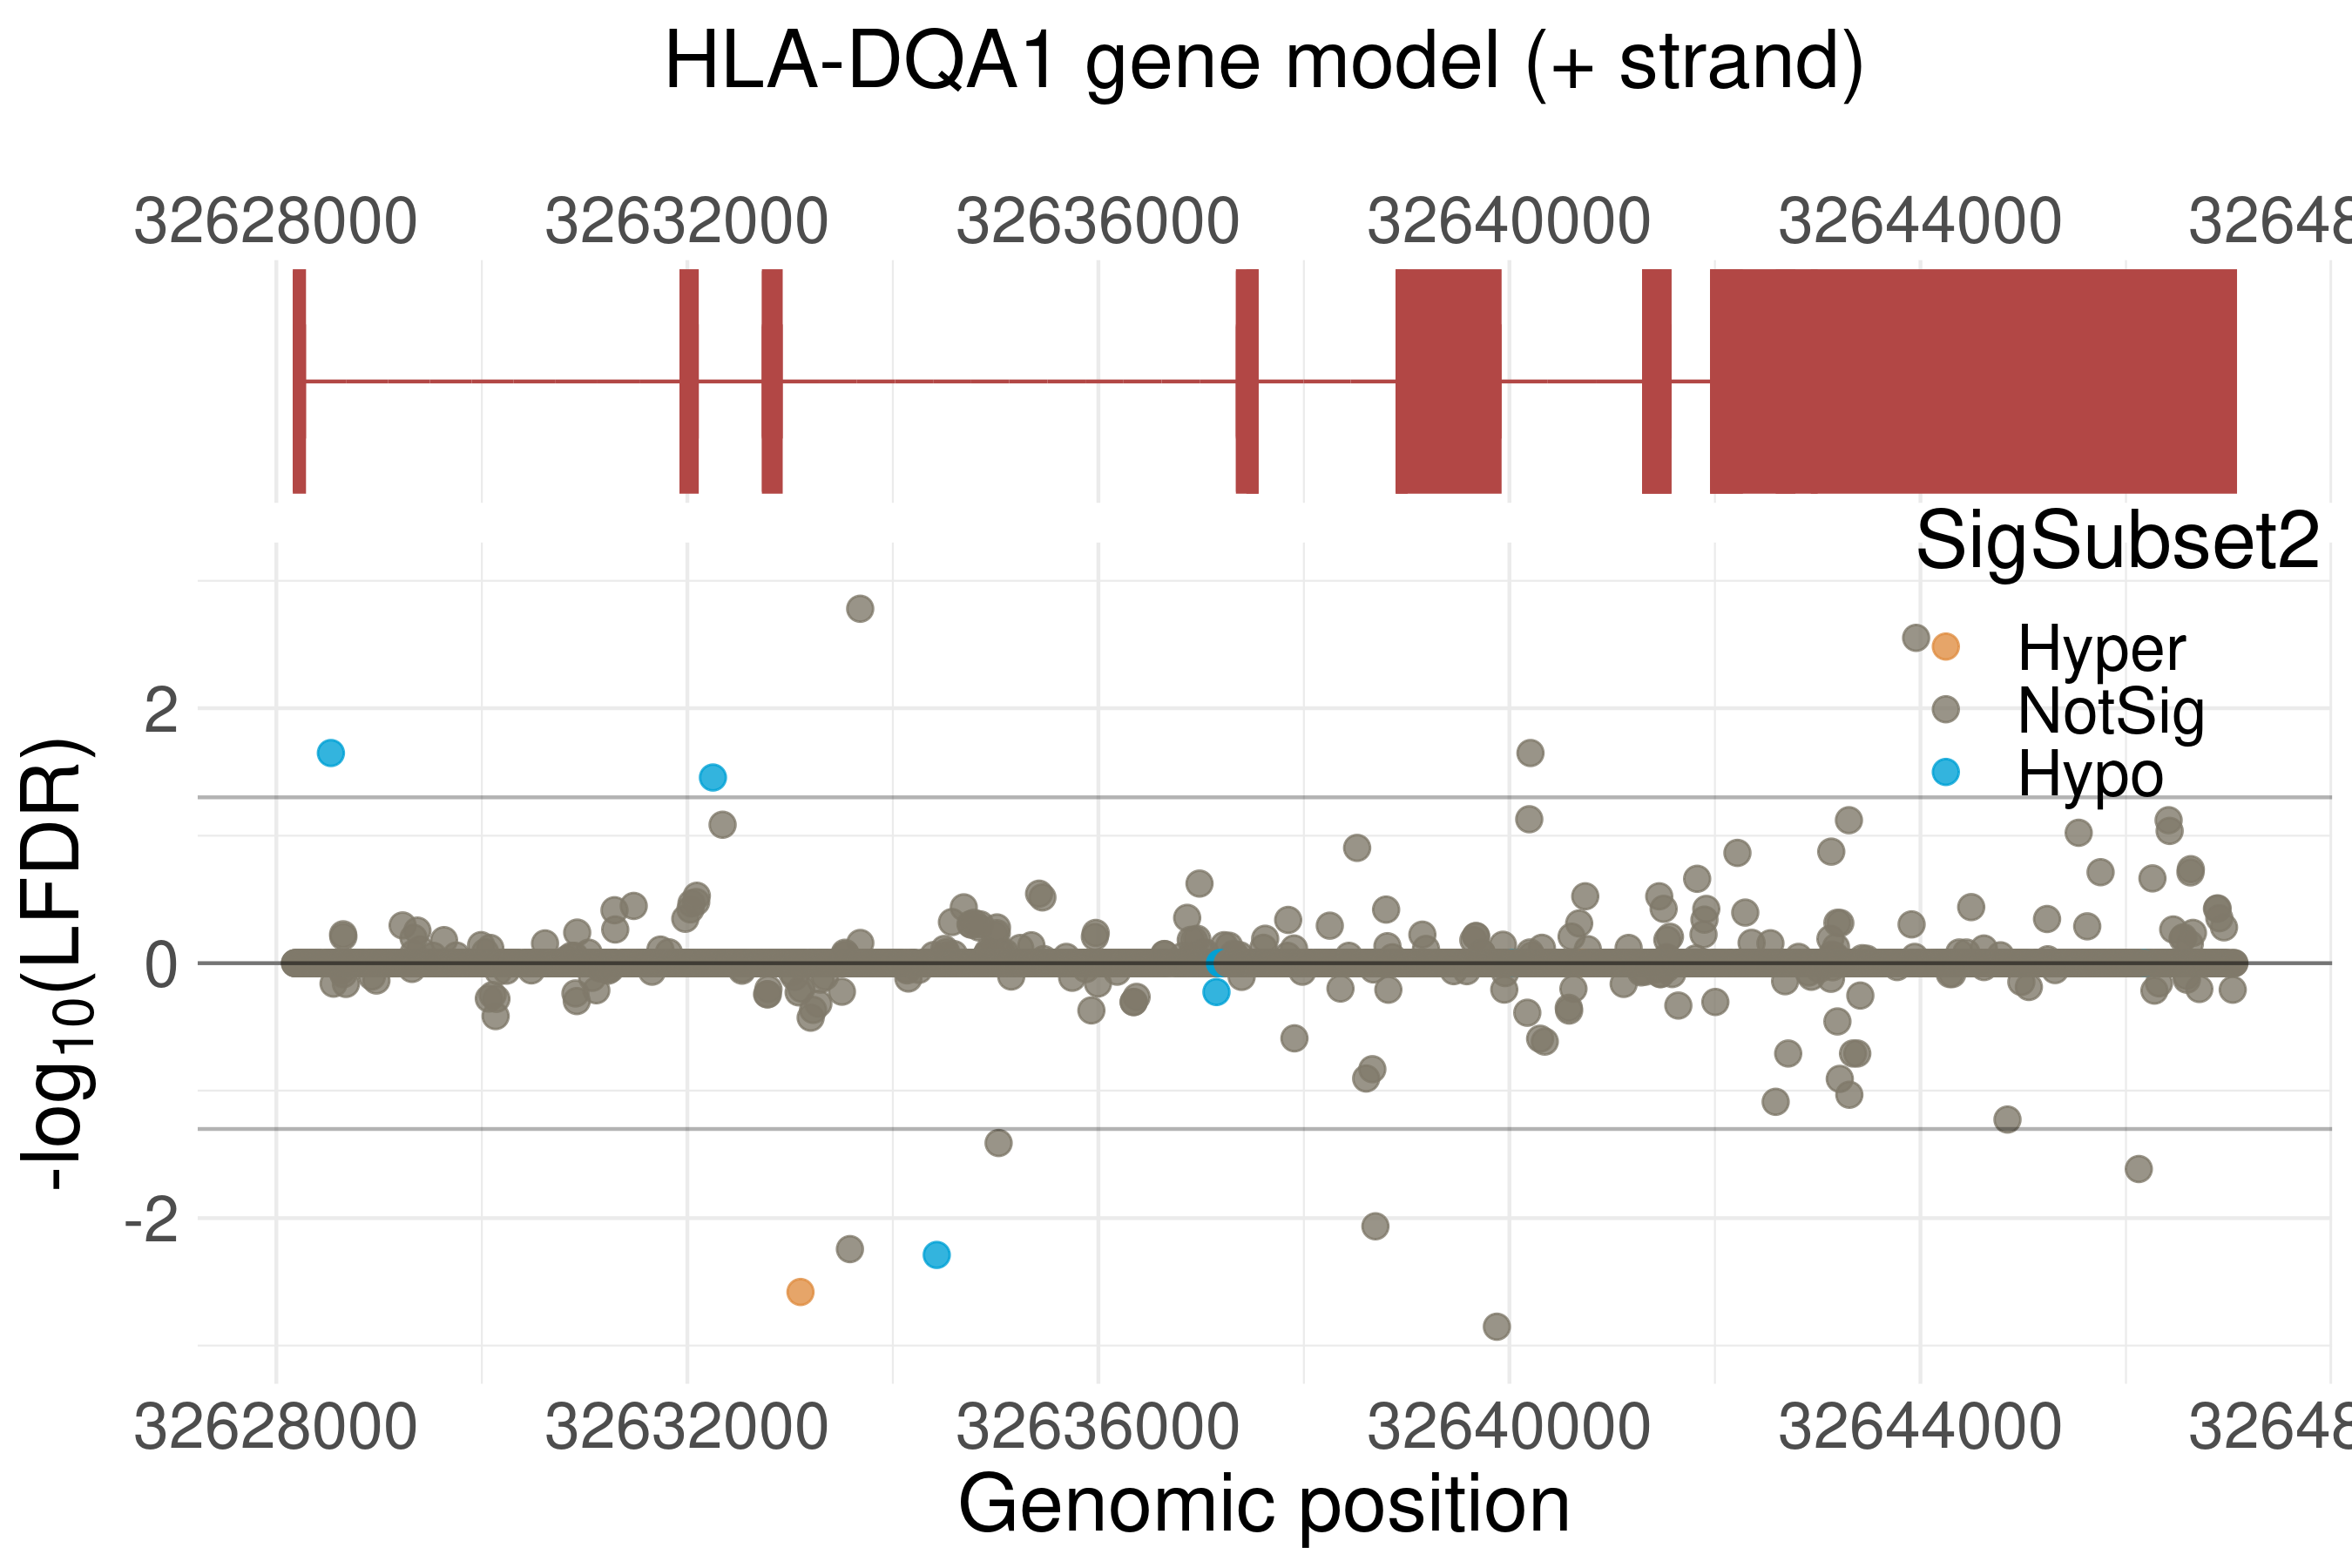 HLA-DQA1 gene model (+ strand)
32628000 32632000 32636000 32640000 32644000 32648
SigSubset2
Hyper
NotSig
Hypo
2
0
-2
-log10(LFDR)
32628000 32632000 32636000 32640000 32644000 32648
Genomic position